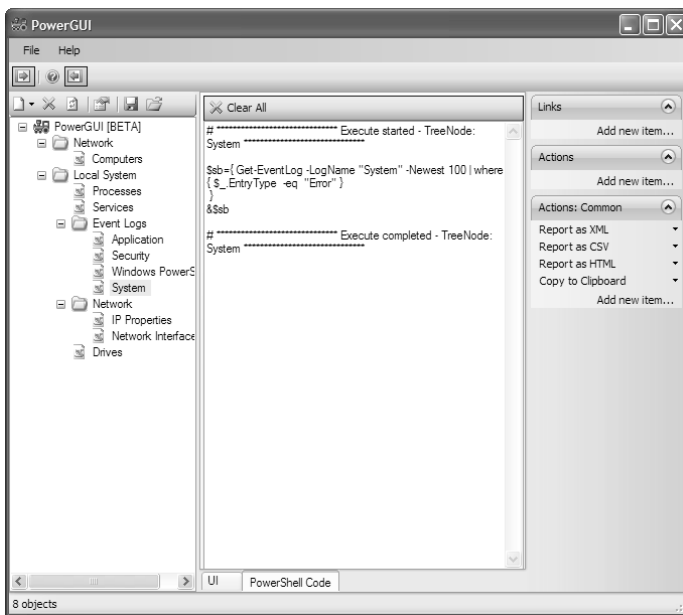 PowerGUI
File Help
Clear All
PowerGUI [BETA]
Network
Computers
Local System
Processes
Services
Event Logs
Application
Security
Windows PowerS
System
Network
IP Properties
Network Interface
Drives
# ****************************** Execute started - TreeNode:
System ******************************
$sb={ Get-EventLog -LogName "System" -Newest 100 | where
{ $_.EntryType -eq "Error" }
}
&$sb
# ****************************** Execute completed - TreeNode:
System ******************************
UI PowerShell Code
Links
Add new item...
Actions
Add new item...
Actions: Common
Report as XML
Report as CSV
Report as HTML
Copy to Clipboard
Add new item...
8 objects